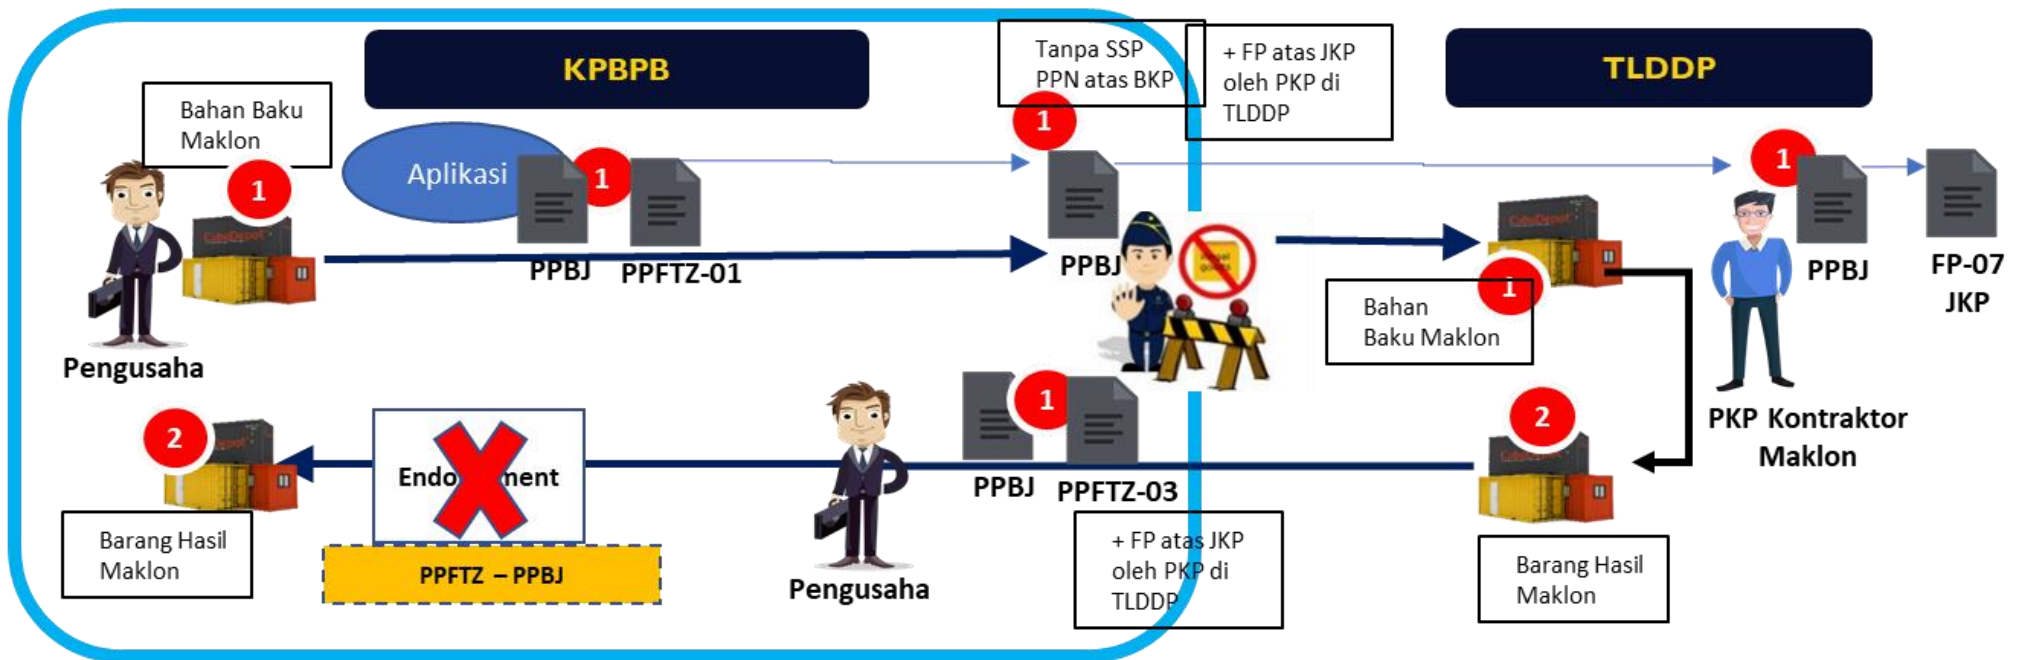 KPBPB
TLDDP
Tanpa SSP
PPN atas BKP
+ FP atas JKP
oleh PKP di
TLDDP
Bahan Baku
Maklon
1
1
1
1
Aplikasi
PPBJ
PPFTZ-01
PPBJ
PPBJ
FP-07
JKP
1
Bahan
Baku Maklon
Pengusaha
PKP Kontraktor
Maklon
2
1
2
PPBJ
PPFTZ-03
Barang Hasil
Maklon
PPFTZ – PPBJ
Pengusaha
+ FP atas JKP
oleh PKP di
TLDDP
Barang Hasil
Maklon